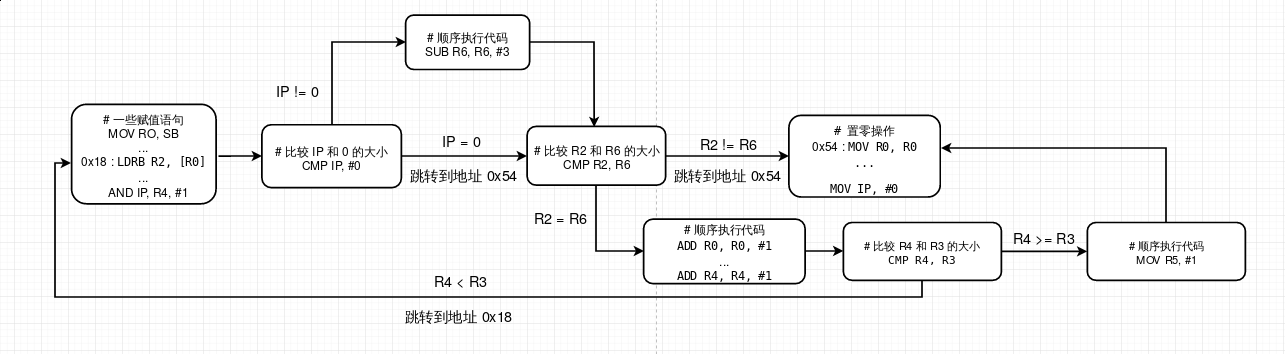 # 顺序执行代码
SUB R6, R6, #3
IP != 0
# 一些赋值语句
MOV RO, SB
...
0x18 : LDRB R2, [R0]
...
AND IP, R4, #1
# 比较 IP 和 0 的大小
CMP IP, #0
IP = 0
跳转到地址 0x54
# 比较 R2 和 R6 的大小
CMP R2, R6
R2 != R6
跳转到地址 0x54
# 置零操作
0x54 : MOV R0, R0
...
MOV IP, #0
R2 = R6
# 顺序执行代码
ADD R0, R0, #1
...
ADD R4, R4, #1
# 比较 R4 和 R3 的大小
CMP R4, R3
R4 >= R3
# 顺序执行代码
MOV R5, #1
R4 < R3
跳转到地址 0x18